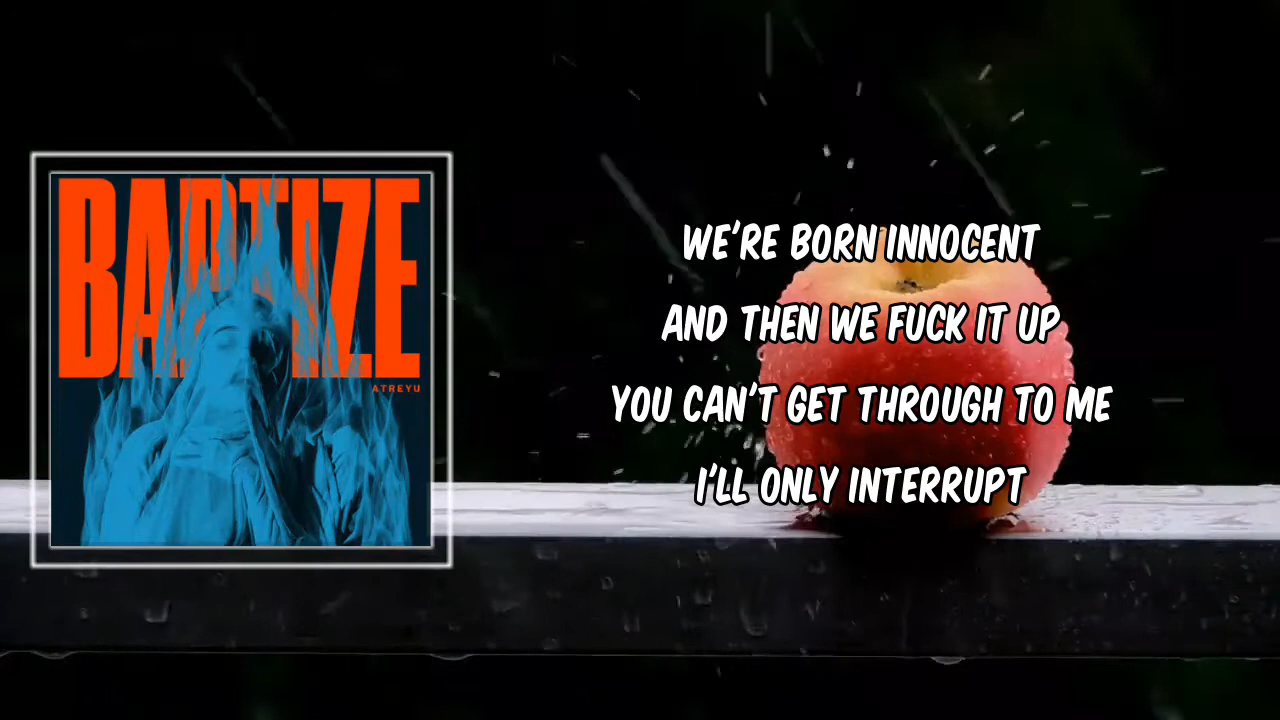 BAPTIZE
ATREYU
WE'RE BORN INNOCENT
AND THEN WE FUCK IT UP
YOU CAN'T GET THROUGH TO ME
I'LL ONLY INTERRUPT